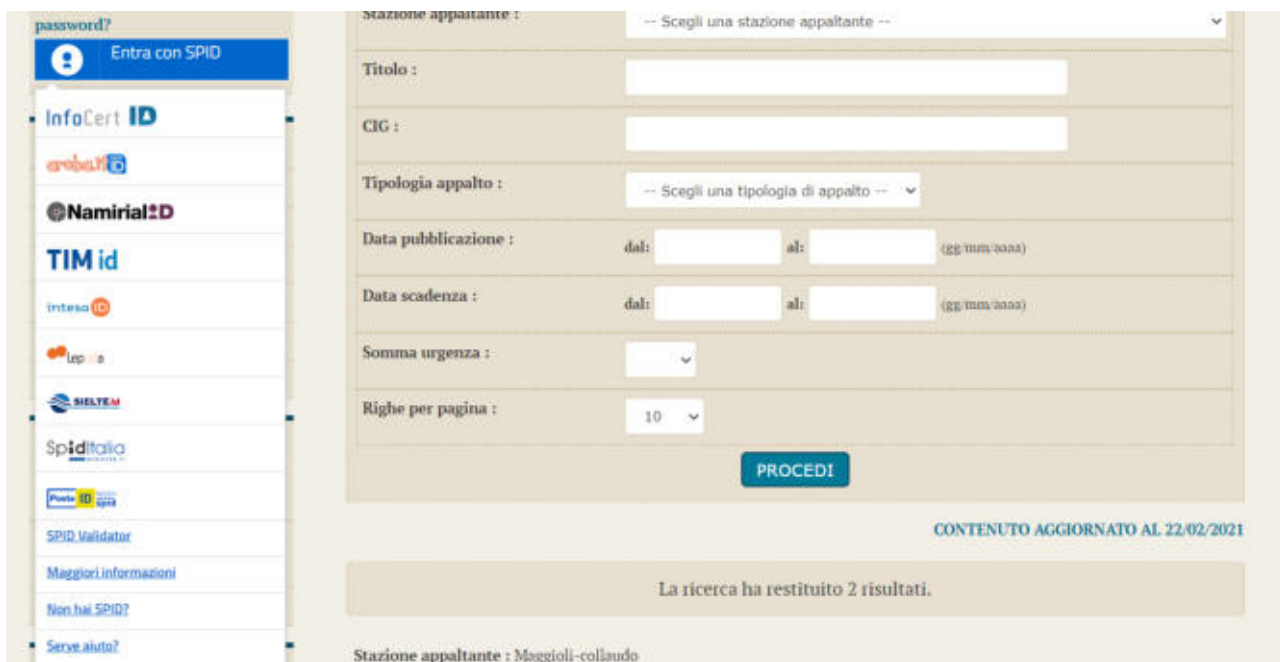 password?
Entra con SPID
InfoCert ID
aruba.it ID
Namirial ID
TIM id
intesa ID
SIELTE id
SpidItalia
Poste ID
SPID Validator
Maggiori informazioni
Non hai SPID?
Serve aiuto?
Stazione appaltante :
-- Scegli una stazione appaltante --
Titolo :
CIG :
Tipologia appalto :
-- Scegli una tipologia di appalto --
Data pubblicazione :
dal: al: (gg/mm/aaaa)
Data scadenza :
dal: al: (gg/mm/aaaa)
Somma urgenza :
Righe per pagina :
10
PROCEDI
CONTENUTO AGGIORNATO AL 22/02/2021
La ricerca ha restituito 2 risultati.
Stazione appaltante : Maggioli-collaudo